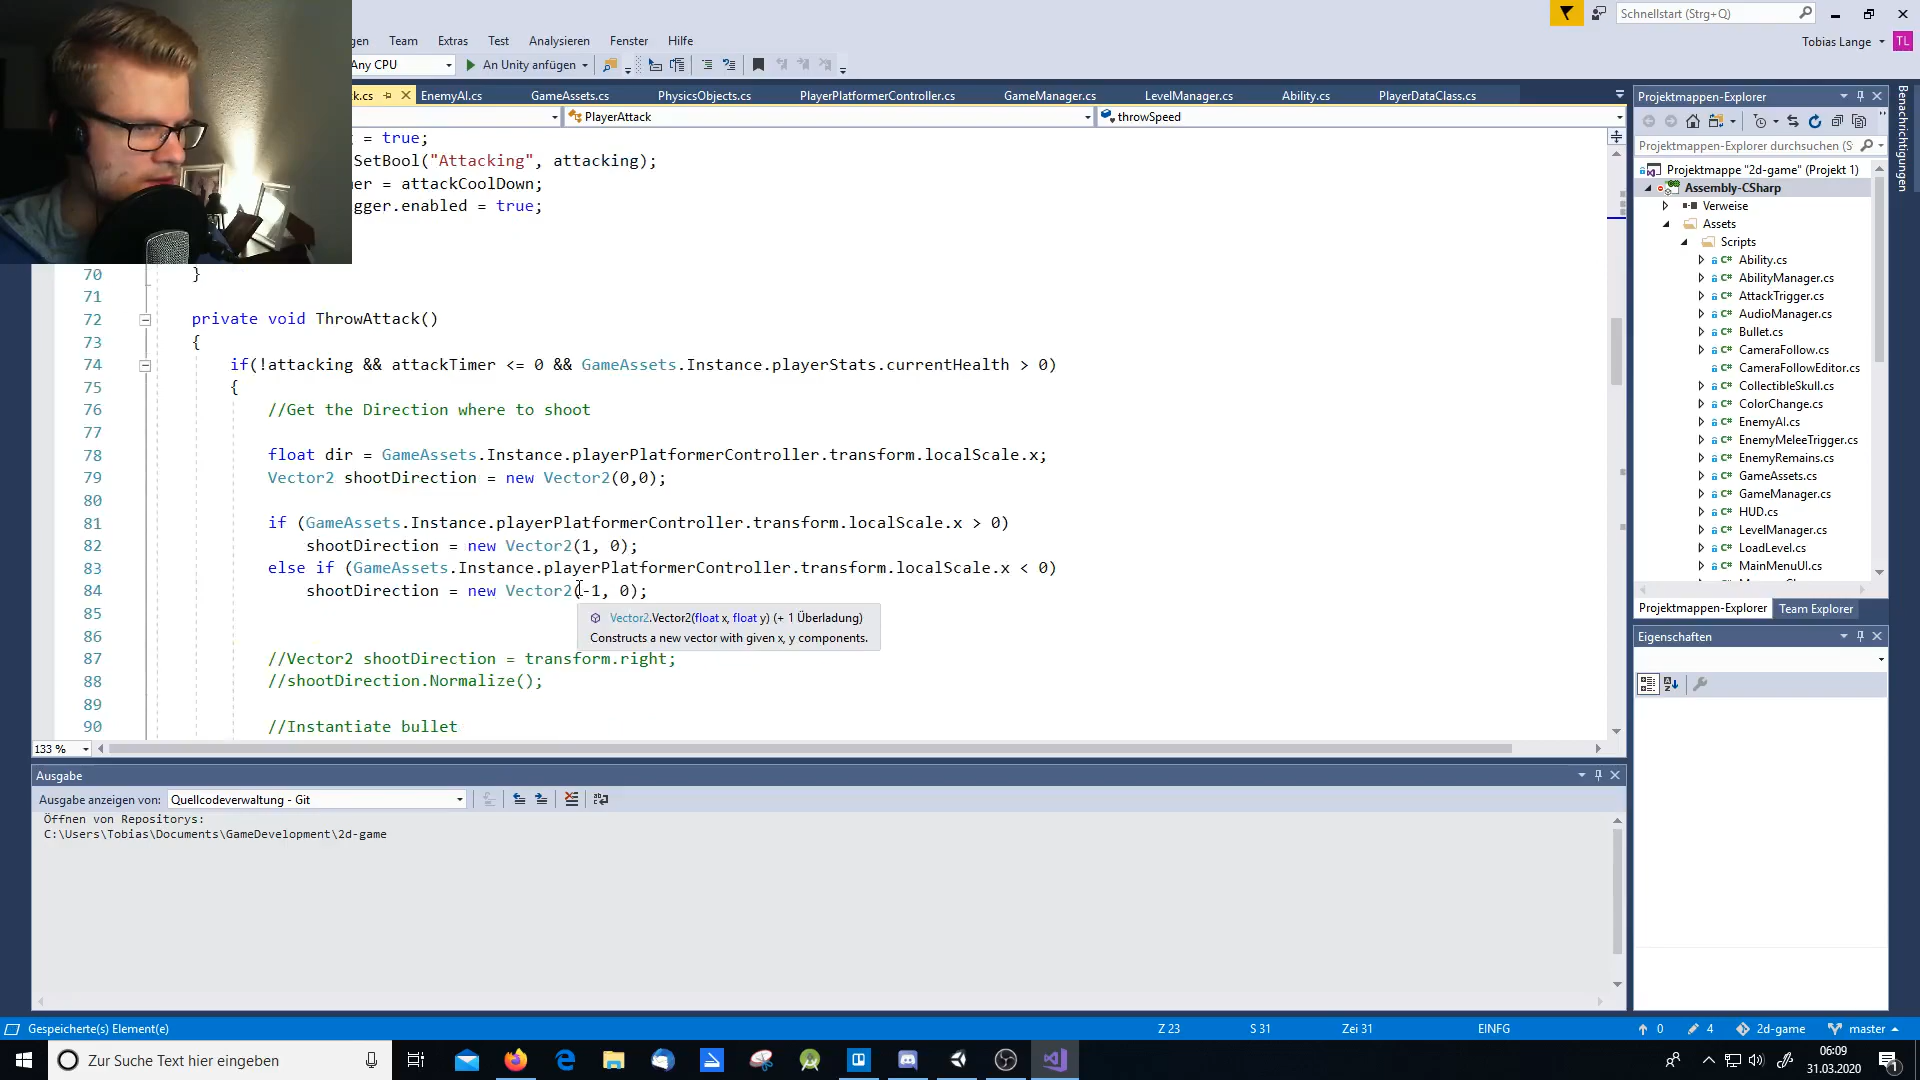 Schnellstart (Strg+Q)
gen Team Extras Test Analysieren Fenster Hilfe
Tobias Lange TL
Any CPU An Unity anfügen
k.cs EnemyAI.cs GameAssets.cs PhysicsObjects.cs PlayerPlatformerController.cs GameManager.cs LevelManager.cs Ability.cs PlayerDataClass.cs
PlayerAttack throwSpeed
g = true;
SetBool("Attacking", attacking);
er = attackCoolDown;
gger.enabled = true;
70 }
71
72 private void ThrowAttack()
73 {
74 if(!attacking && attackTimer <= 0 && GameAssets.Instance.playerStats.currentHealth > 0)
75 {
76 //Get the Direction where to shoot
77
78 float dir = GameAssets.Instance.playerPlatformerController.transform.localScale.x;
79 Vector2 shootDirection = new Vector2(0,0);
80
81 if (GameAssets.Instance.playerPlatformerController.transform.localScale.x > 0)
82 shootDirection = new Vector2(1, 0);
83 else if (GameAssets.Instance.playerPlatformerController.transform.localScale.x < 0)
84 shootDirection = new Vector2(-1, 0);
85
Vector2.Vector2(float x, float y) (+ 1 Überladung)
86
Constructs a new vector with given x, y components.
87 //Vector2 shootDirection = transform.right;
88 //shootDirection.Normalize();
89
90 //Instantiate bullet
133 %
Ausgabe
Ausgabe anzeigen von: Quellcodeverwaltung - Git
Öffnen von Repositorys:
C:\Users\Tobias\Documents\GameDevelopment\2d-game
Projektmappen-Explorer
Projektmappen-Explorer durchsuchen (S
Projektmappe "2d-game" (Projekt 1)
Assembly-CSharp
Verweise
Assets
Scripts
C# Ability.cs
C# AbilityManager.cs
C# AttackTrigger.cs
C# AudioManager.cs
C# Bullet.cs
C# CameraFollow.cs
C# CameraFollowEditor.cs
C# CollectibleSkull.cs
C# ColorChange.cs
C# EnemyAI.cs
C# EnemyMeleeTrigger.cs
C# EnemyRemains.cs
C# GameAssets.cs
C# GameManager.cs
C# HUD.cs
C# LevelManager.cs
C# LoadLevel.cs
C# MainMenuUI.cs
Projektmappen-Explorer Team Explorer
Eigenschaften
Benachrichtigungen
Gespeicherte(s) Element(e) Z 23 S 31 Zei 31 EINFG 0 4 2d-game master
Zur Suche Text hier eingeben
06:09
31.03.2020
1